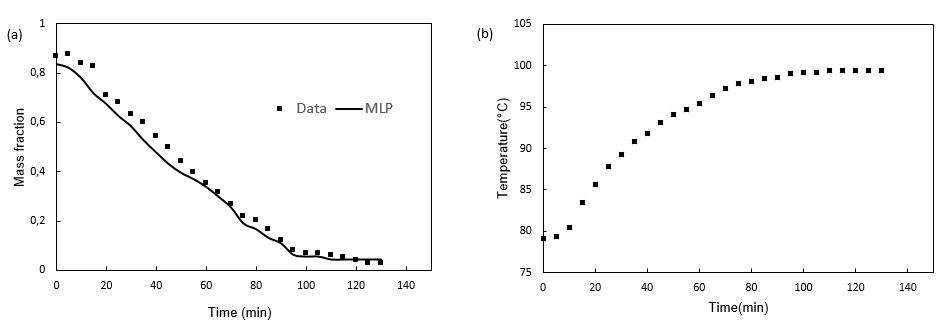 (a)
Mass fraction
1
0,8
0,6
0,4
0,2
0
0 20 40 60 80 100 120 140
Time (min)
Data MLP
(b)
Temperature(°C)
105
100
95
90
85
80
75
0 20 40 60 80 100 120 140
Time(min)